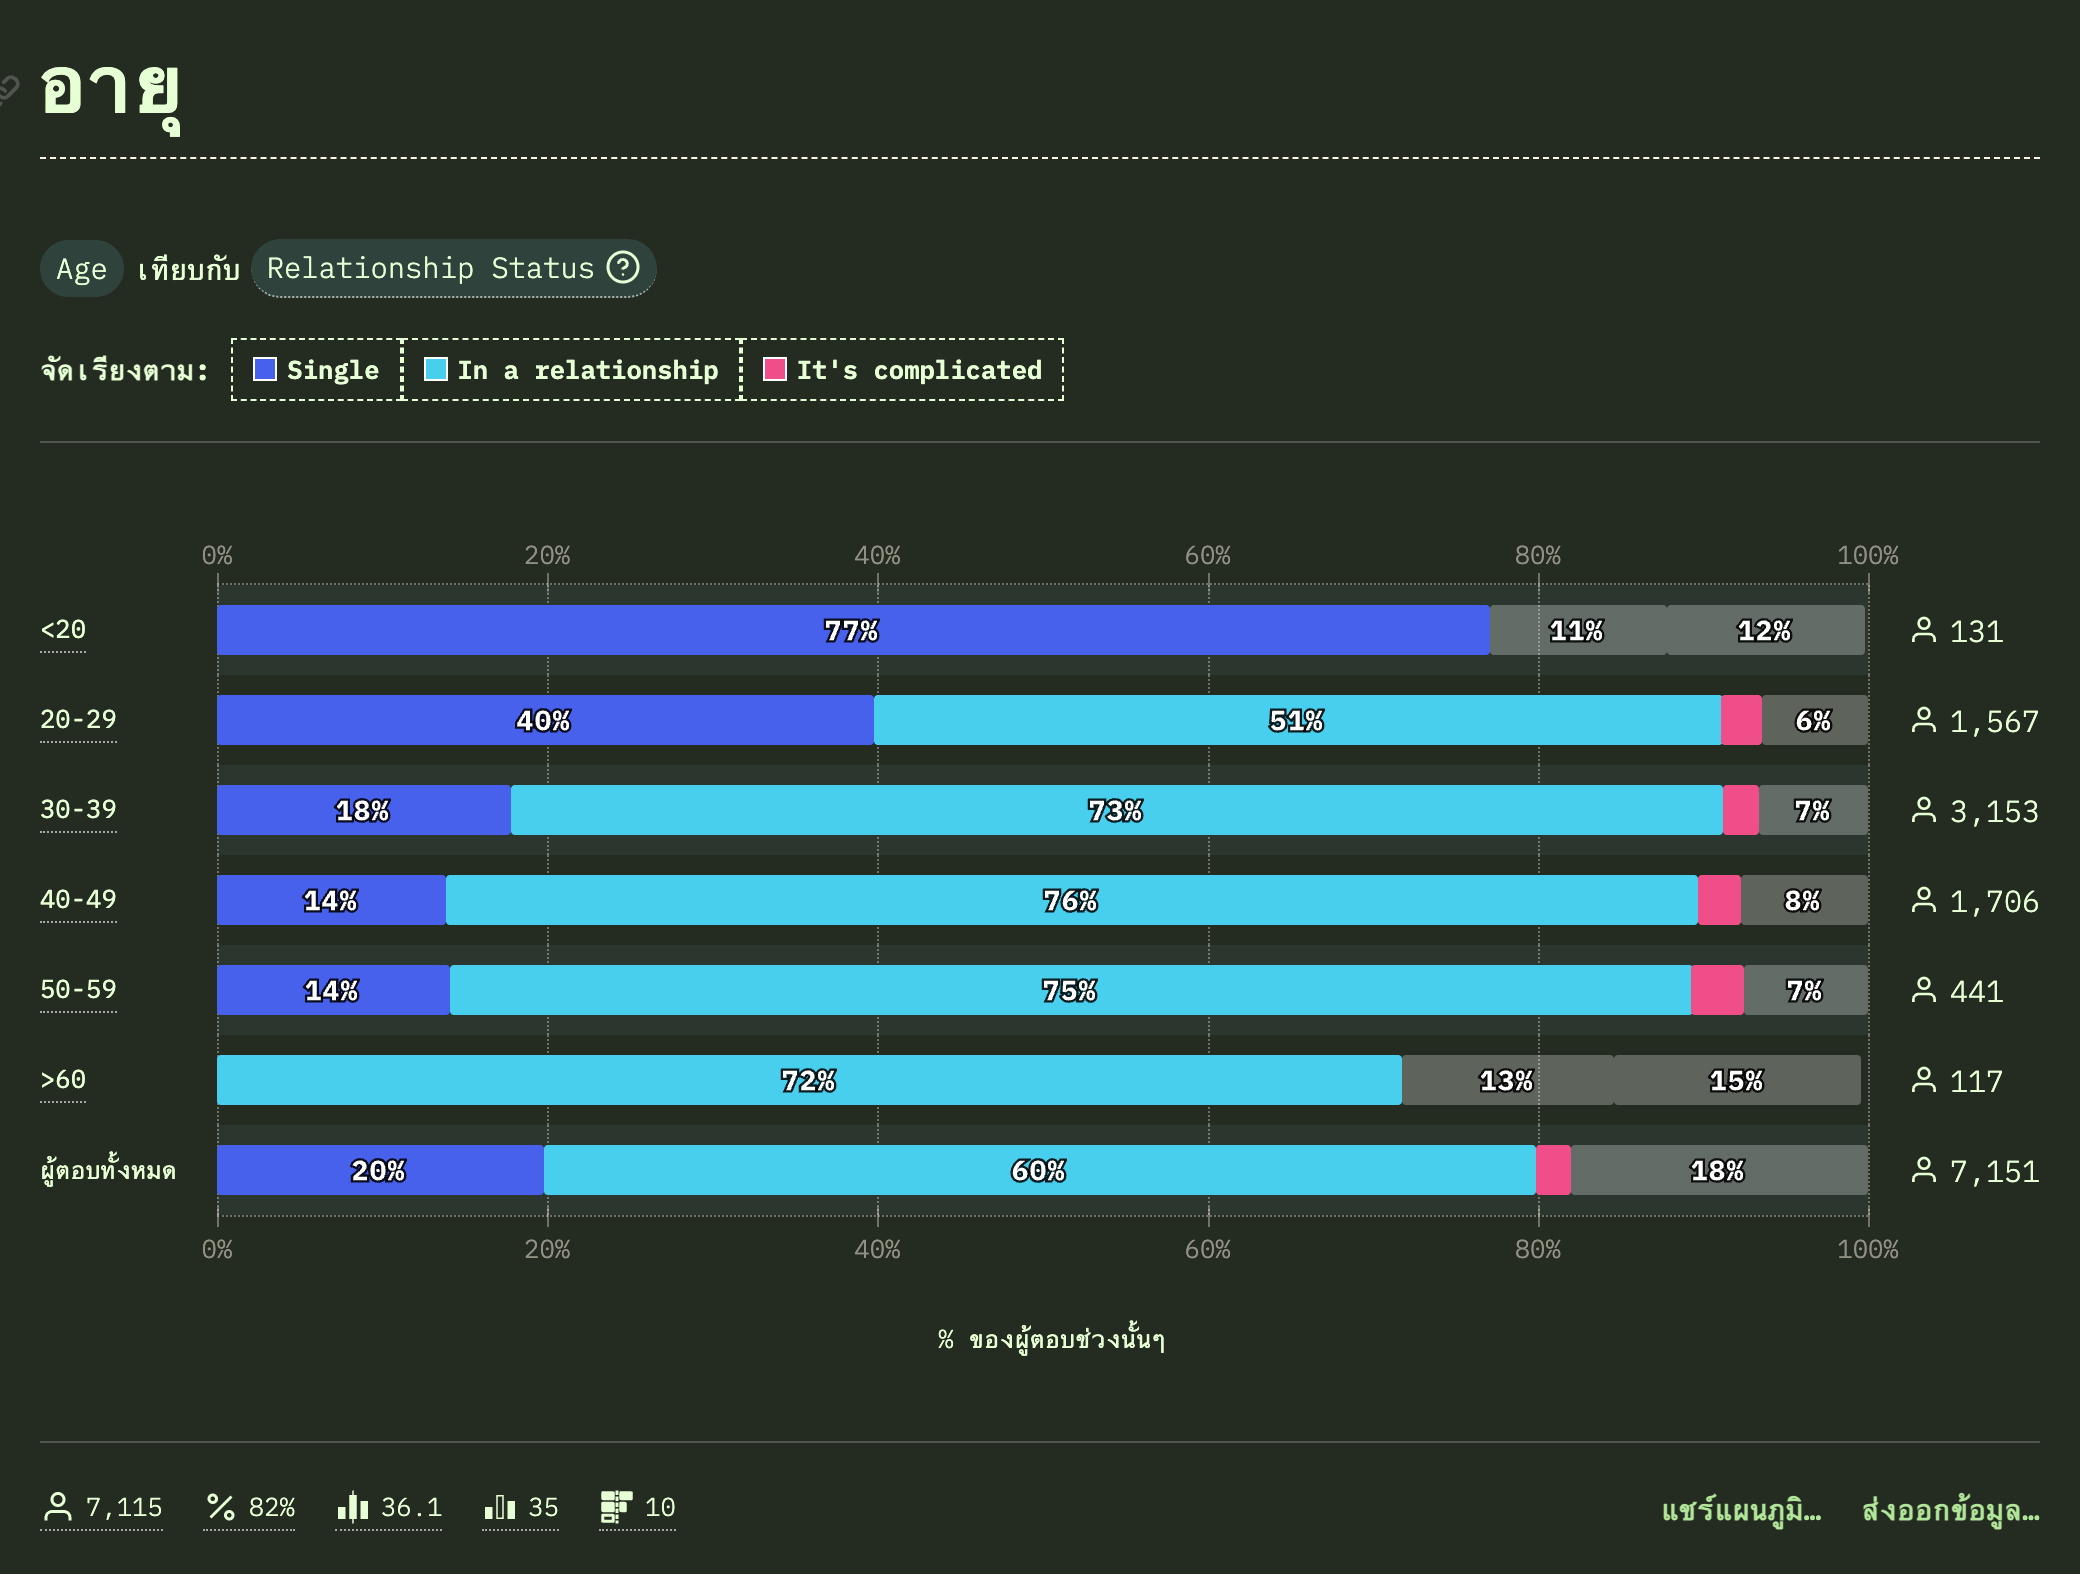 อายุ
Age เทียบกับ Relationship Status
จัดเรียงตาม: Single In a relationship It's complicated
0% 20% 40% 60% 80% 100%
<20 77% 11% 12% 131
20-29 40% 51% 6% 1,567
30-39 18% 73% 7% 3,153
40-49 14% 76% 8% 1,706
50-59 14% 75% 7% 441
>60 72% 13% 15% 117
ผู้ตอบทั้งหมด 20% 60% 18% 7,151
0% 20% 40% 60% 80% 100%
% ของผู้ตอบช่วงนั้นๆ
7,115 % 82% 36.1 35 10 แชร์แผนภูมิ… ส่งออกข้อมูล…